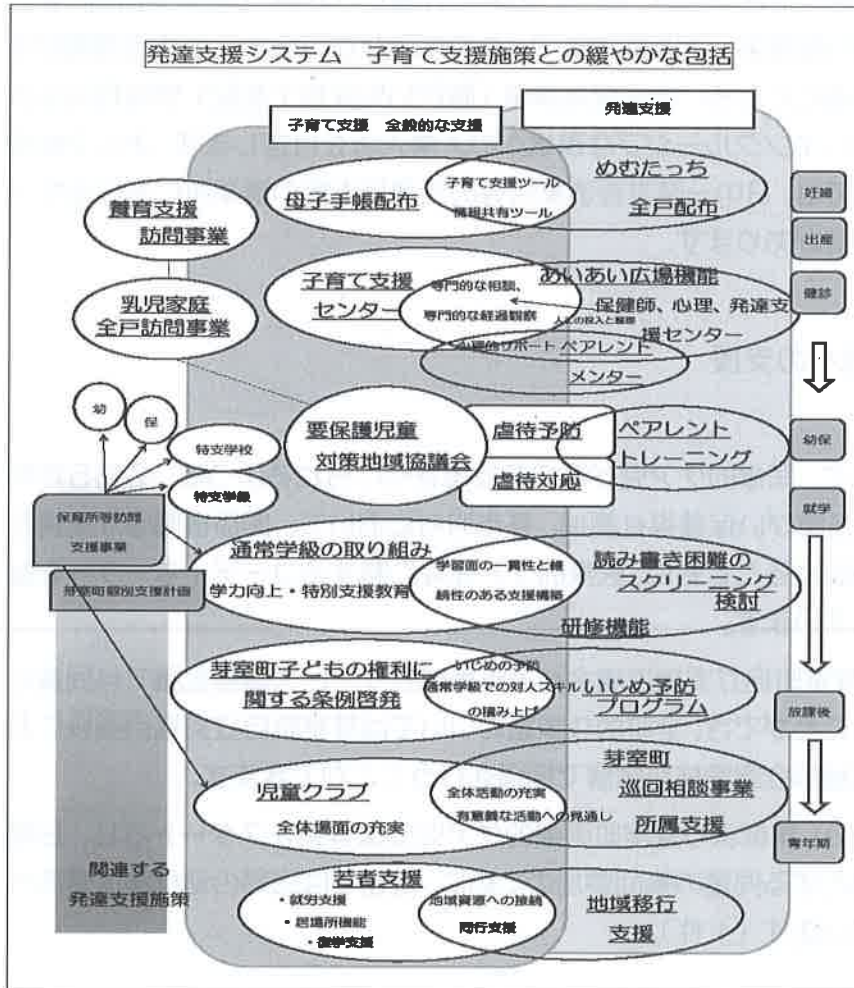 発達支援システム 子育て支援施策との緩やかな包括
子育て支援 全般的な支援
発達支援
養育支援
訪問事業
母子手帳配布
子育て支援ツール
情報共有ツール
めむたっち
全戸配布
妊婦
出産
乳児家庭
全戸訪問事業
子育て支援
センター
専門的な相談、
専門的な経過観察
あいあい広場機能
保健師、心理、発達支
援センター
健診
心理的サポート
ペアレント
メンター
幼
保
特支学校
特支学級
要保護児童
対策地域協議会
虐待予防
虐待対応
ペアレント
トレーニング
幼保
就学
保育所等訪問
支援事業
芽室町個別支援計画
通常学級の取り組み
学力向上・特別支援教育
学習面の一貫性と継
続性のある支援構築
読み書き困難の
スクリーニング
検討
研修機能
芽室町子どもの権利に
関する条例啓発
いじめの予防
通常学級での対人スキル
の積み上げ
いじめ予防
プログラム
放課後
児童クラブ
全体場面の充実
全体活動の充実
有意義な活動への見通し
芽室町
巡回相談事業
所属支援
青年期
関連する
発達支援施策
若者支援
・就労支援
・居場所機能
・復学支援
地域資源への接続
同行支援
地域移行
支援